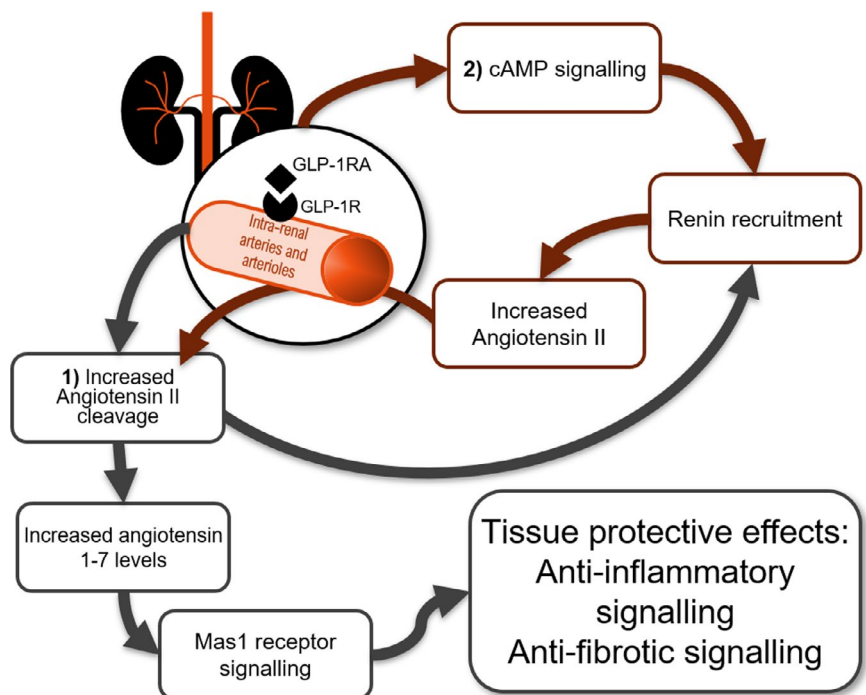 2) cAMP signalling
GLP-1RA
GLP-1R
Intra-renal
arteries and
arterioles
Renin recruitment
Increased
Angiotensin II
1) Increased
Angiotensin II
cleavage
Increased angiotensin
1-7 levels
Mas1 receptor
signalling
Tissue protective effects:
Anti-inflammatory
signalling
Anti-fibrotic signalling